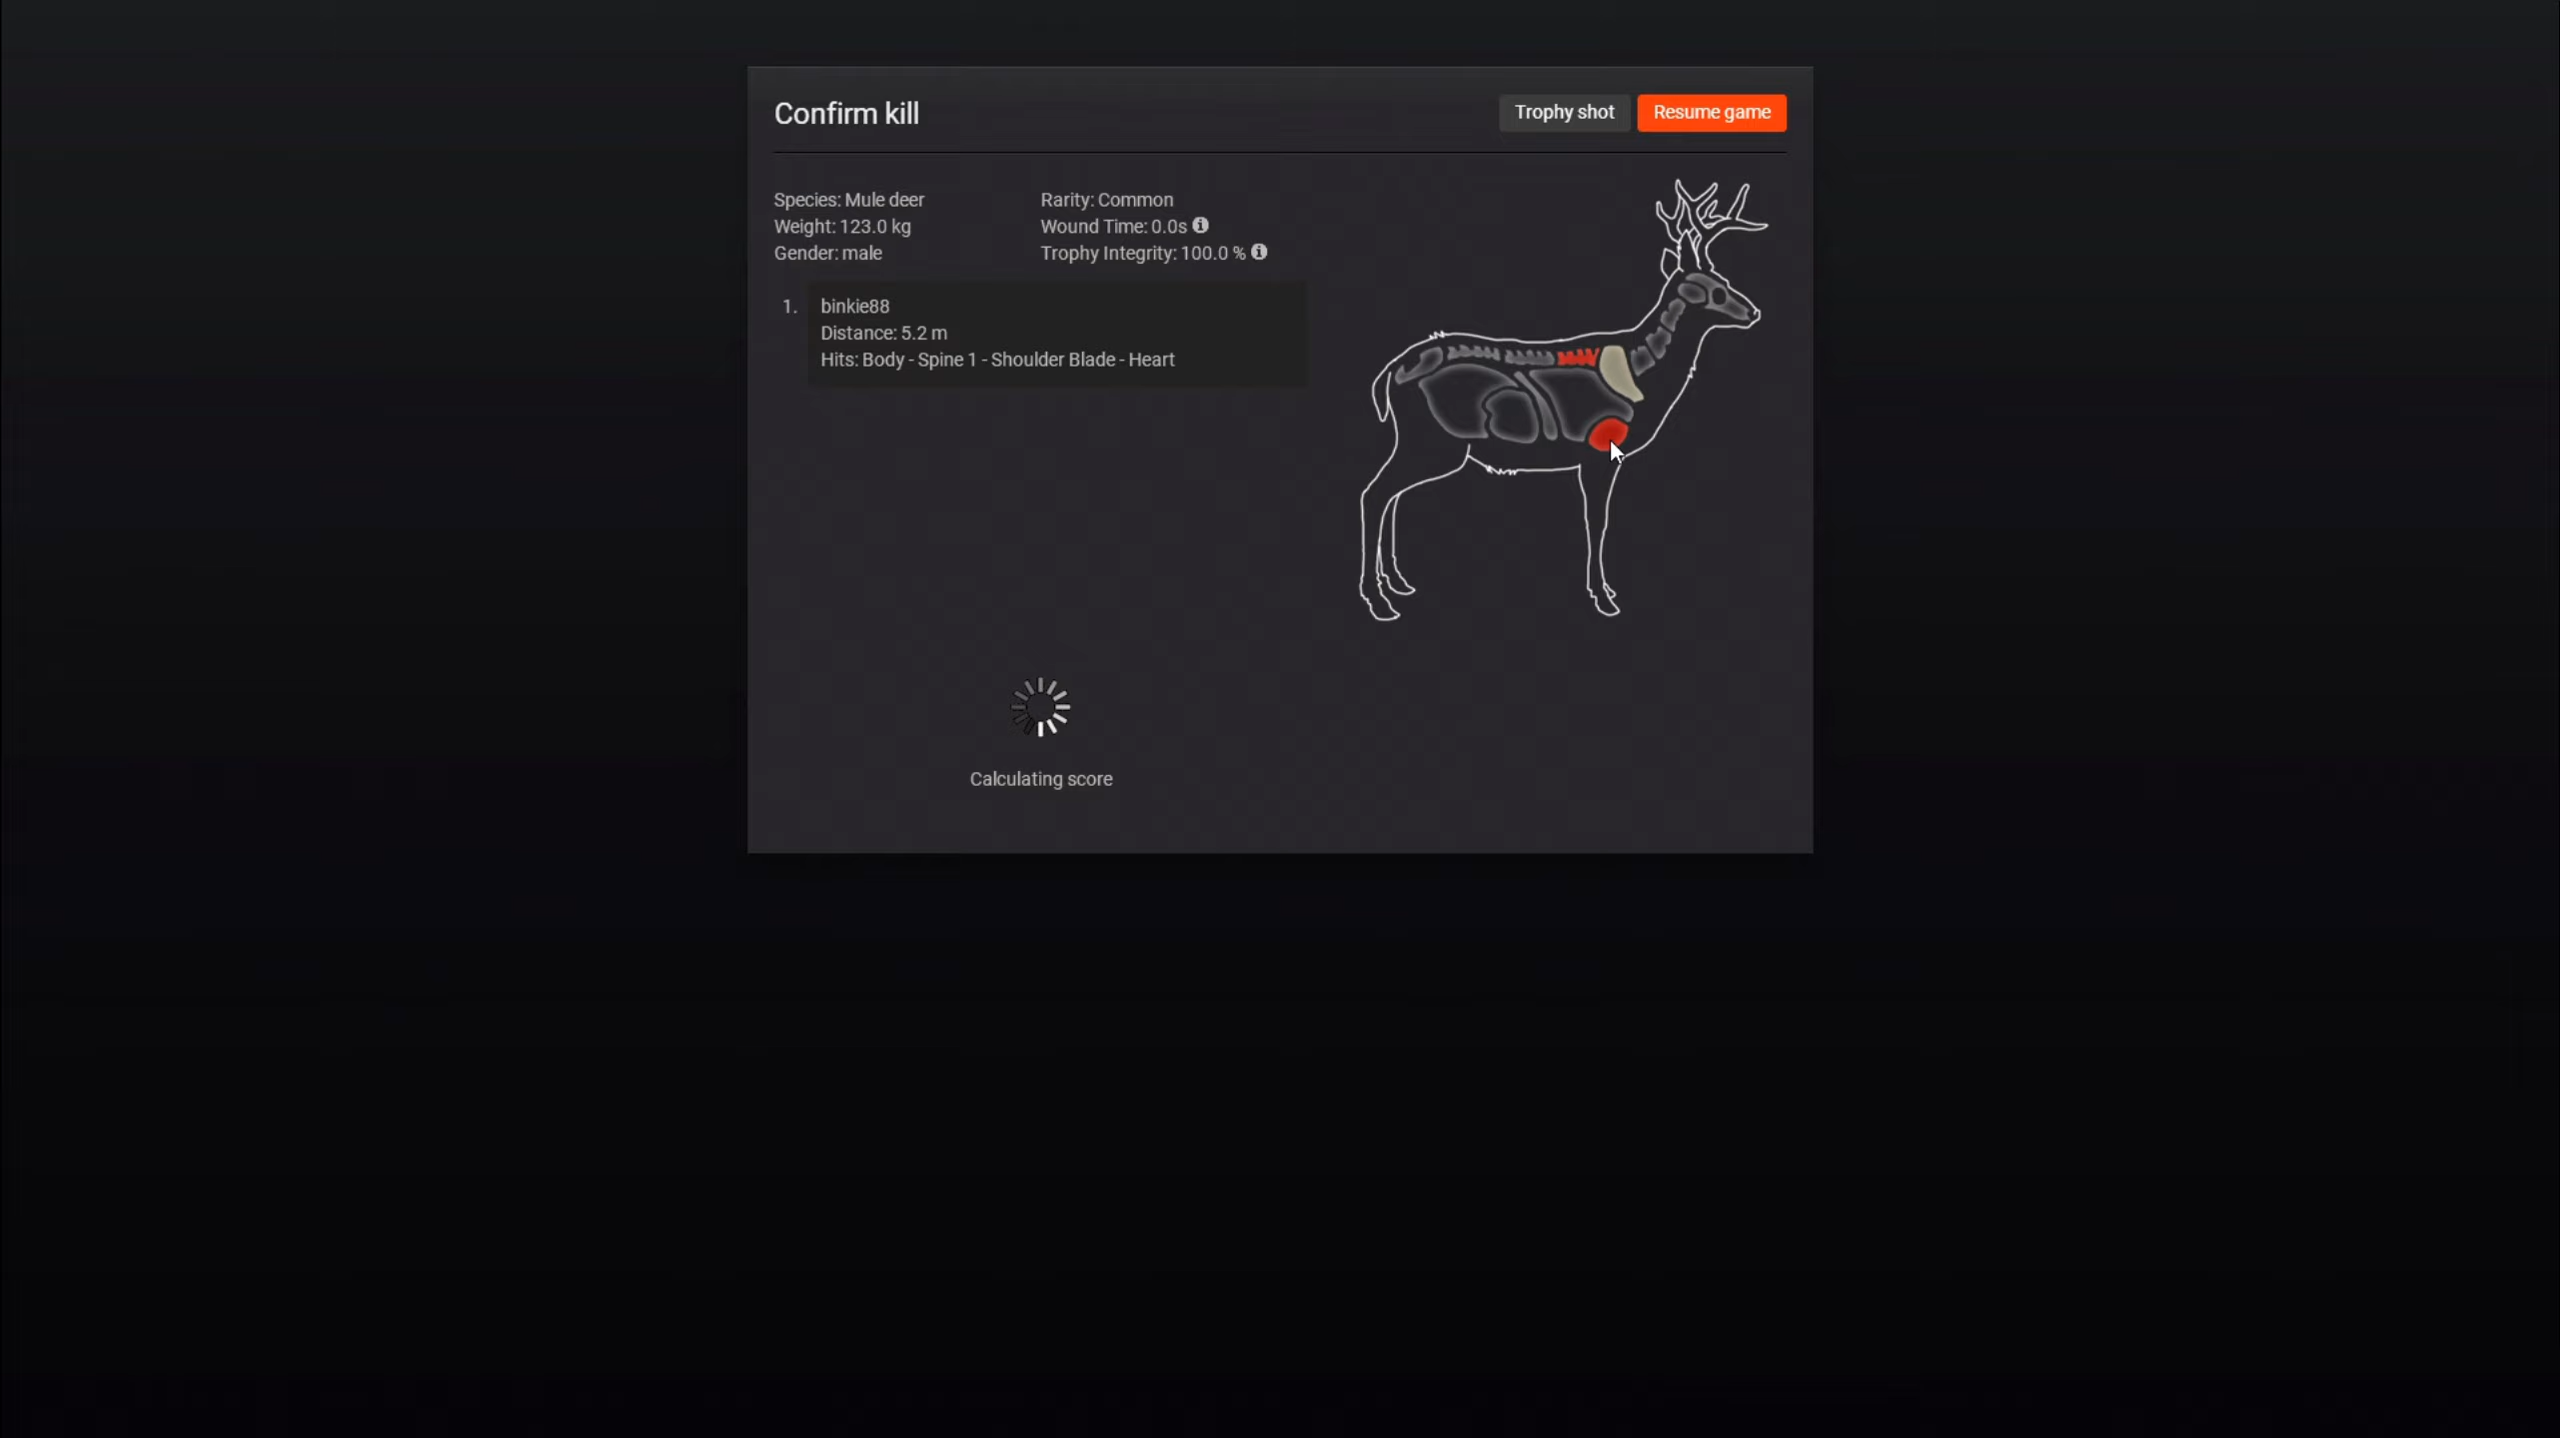 Confirm kill
Trophy shot
Resume game
Species: Mule deer
Weight: 123.0 kg
Gender: male
Rarity: Common
Wound Time: 0.0s
Trophy Integrity: 100.0 %
1.
binkie88
Distance: 5.2 m
Hits: Body - Spine 1 - Shoulder Blade - Heart
Calculating score